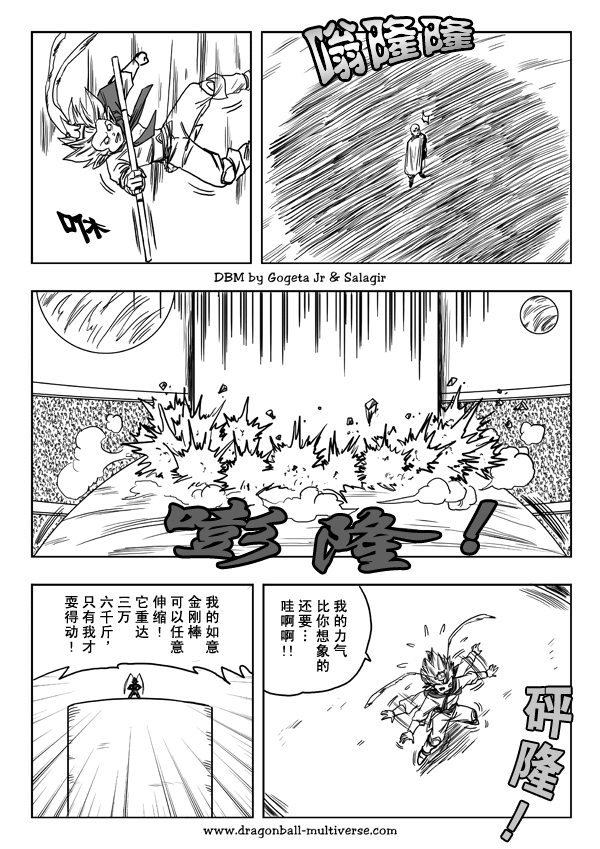 咻
嗡隆隆
DBM by Gogeta Jr & Salagir
嘭隆！
我的如意
金刚棒
可以任意
伸缩！
它重达
三万
六千斤，
只有我才
耍得动！
我的力气
比你想象的
还要…
哇啊啊!!
砰隆！
www.dragonball-multiverse.com